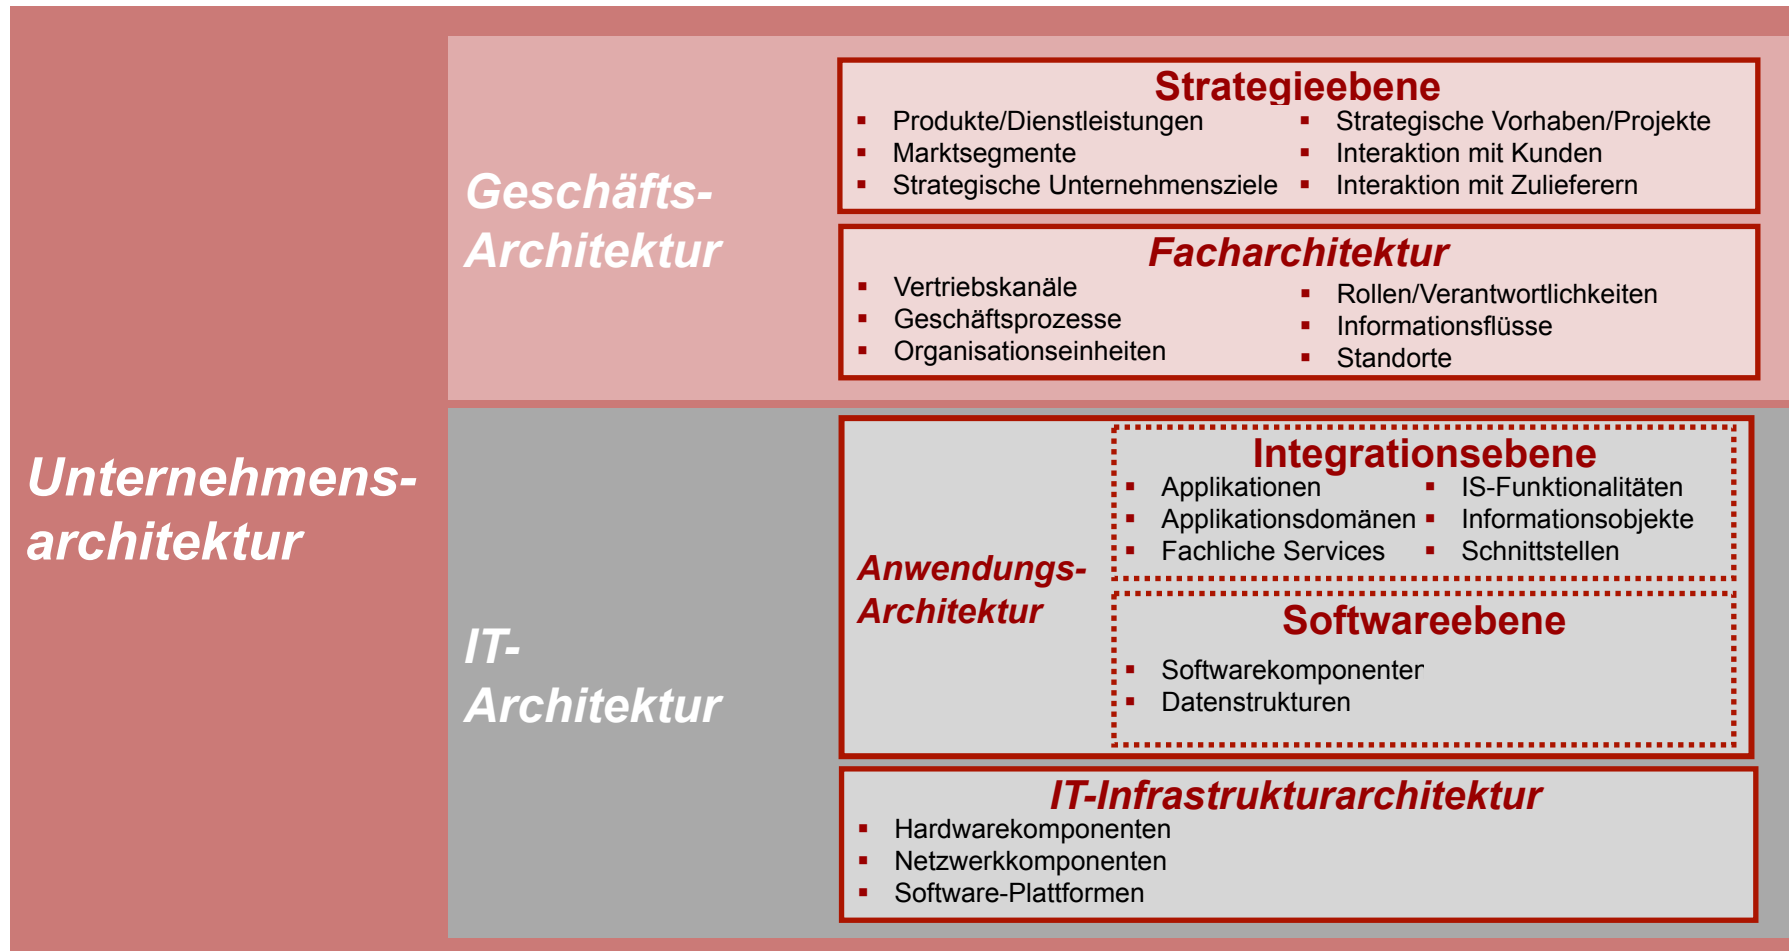 Unternehmens-
architektur
Geschäfts-
Architektur
Strategieebene
▪ Produkte/Dienstleistungen
▪ Marktsegmente
▪ Strategische Unternehmensziele
▪ Strategische Vorhaben/Projekte
▪ Interaktion mit Kunden
▪ Interaktion mit Zulieferern
Facharchitektur
▪ Vertriebskanäle
▪ Geschäftsprozesse
▪ Organisationseinheiten
▪ Rollen/Verantwortlichkeiten
▪ Informationsflüsse
▪ Standorte
IT-
Architektur
Anwendungs-
Architektur
Integrationsebene
▪ Applikationen
▪ Applikationsdomänen
▪ Fachliche Services
▪ IS-Funktionalitäten
▪ Informationsobjekte
▪ Schnittstellen
Softwareebene
▪ Softwarekomponenten
▪ Datenstrukturen
IT-Infrastrukturarchitektur
▪ Hardwarekomponenten
▪ Netzwerkkomponenten
▪ Software-Plattformen